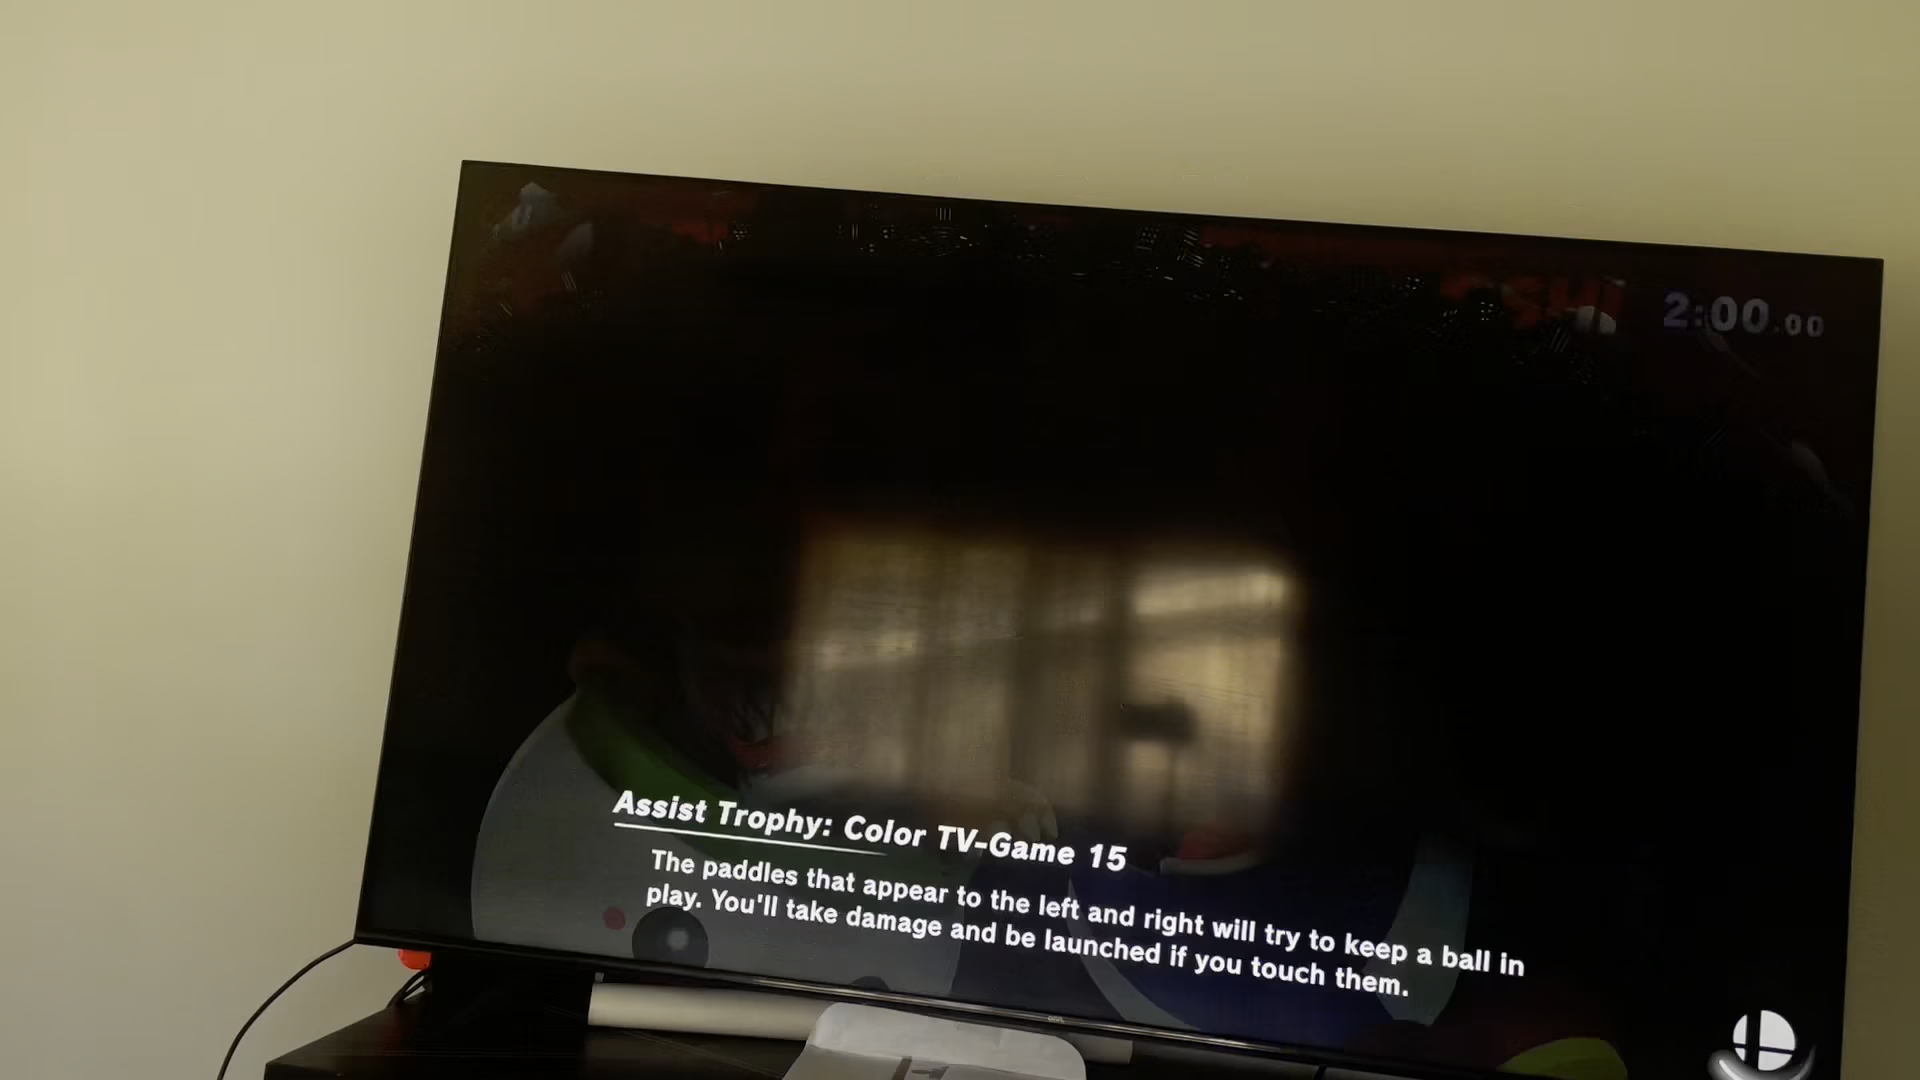 2:00.00
Assist Trophy: Color TV-Game 15
The paddles that appear to the left and right will try to keep a ball in
play. You'll take damage and be launched if you touch them.